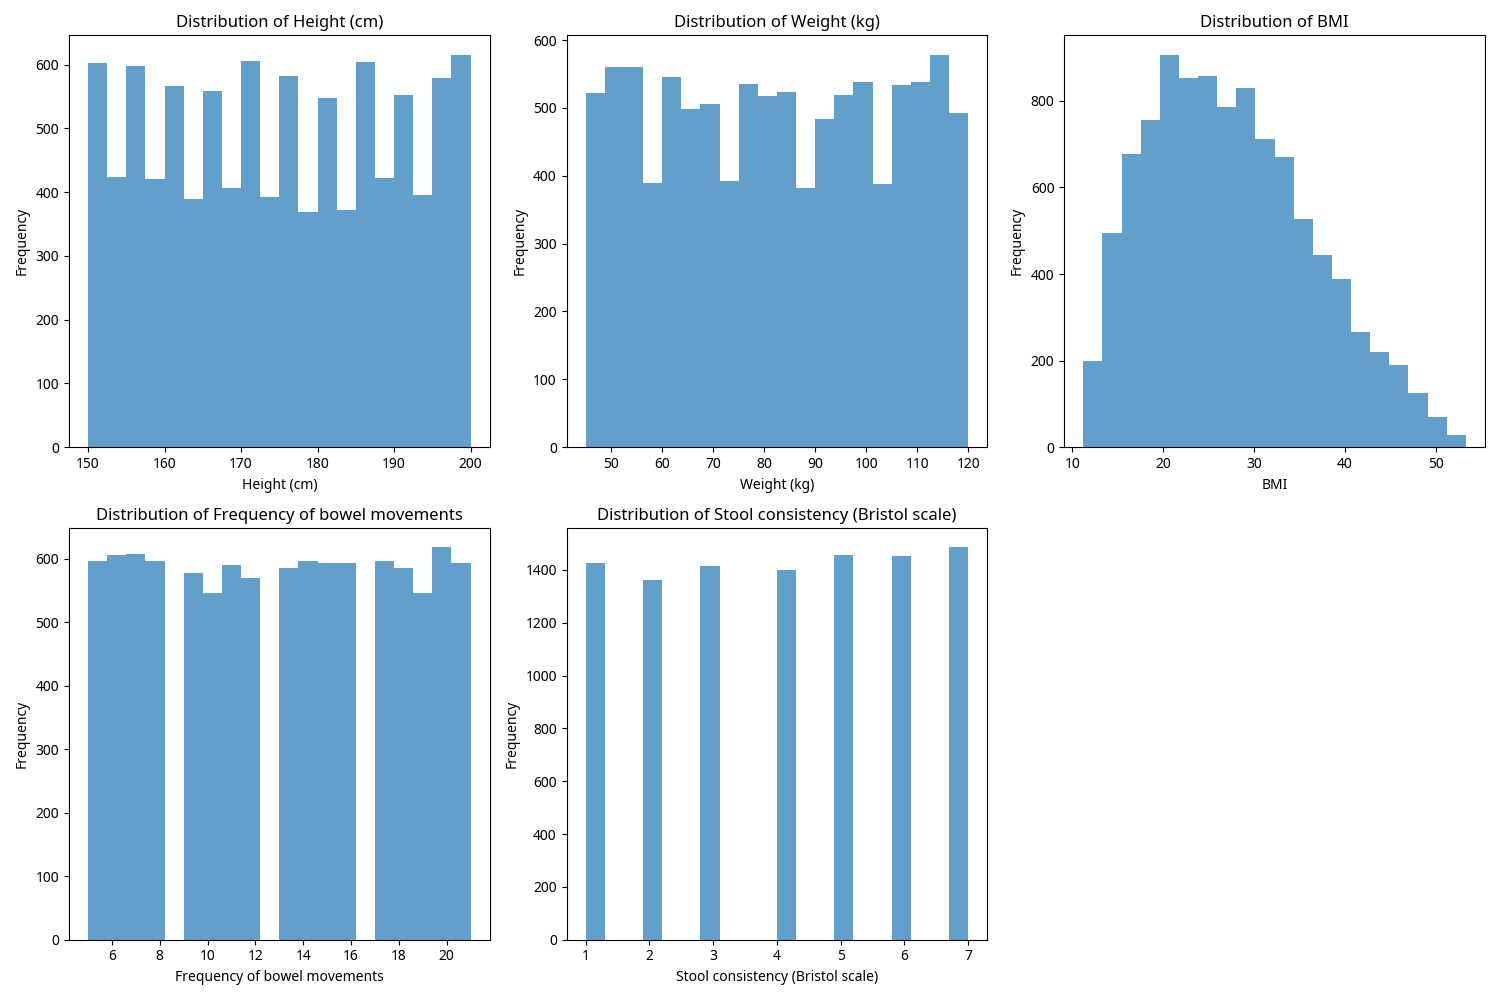 Distribution of Height (cm)
Frequency
600
500
400
300
200
100
0
150 160 170 180 190 200
Height (cm)
Distribution of Weight (kg)
Frequency
600
500
400
300
200
100
0
50 60 70 80 90 100 110 120
Weight (kg)
Distribution of BMI
Frequency
800
600
400
200
0
10 20 30 40 50
BMI
Distribution of Frequency of bowel movements
Frequency
600
500
400
300
200
100
0
6 8 10 12 14 16 18 20
Frequency of bowel movements
Distribution of Stool consistency (Bristol scale)
Frequency
1400
1200
1000
800
600
400
200
0
1 2 3 4 5 6 7
Stool consistency (Bristol scale)